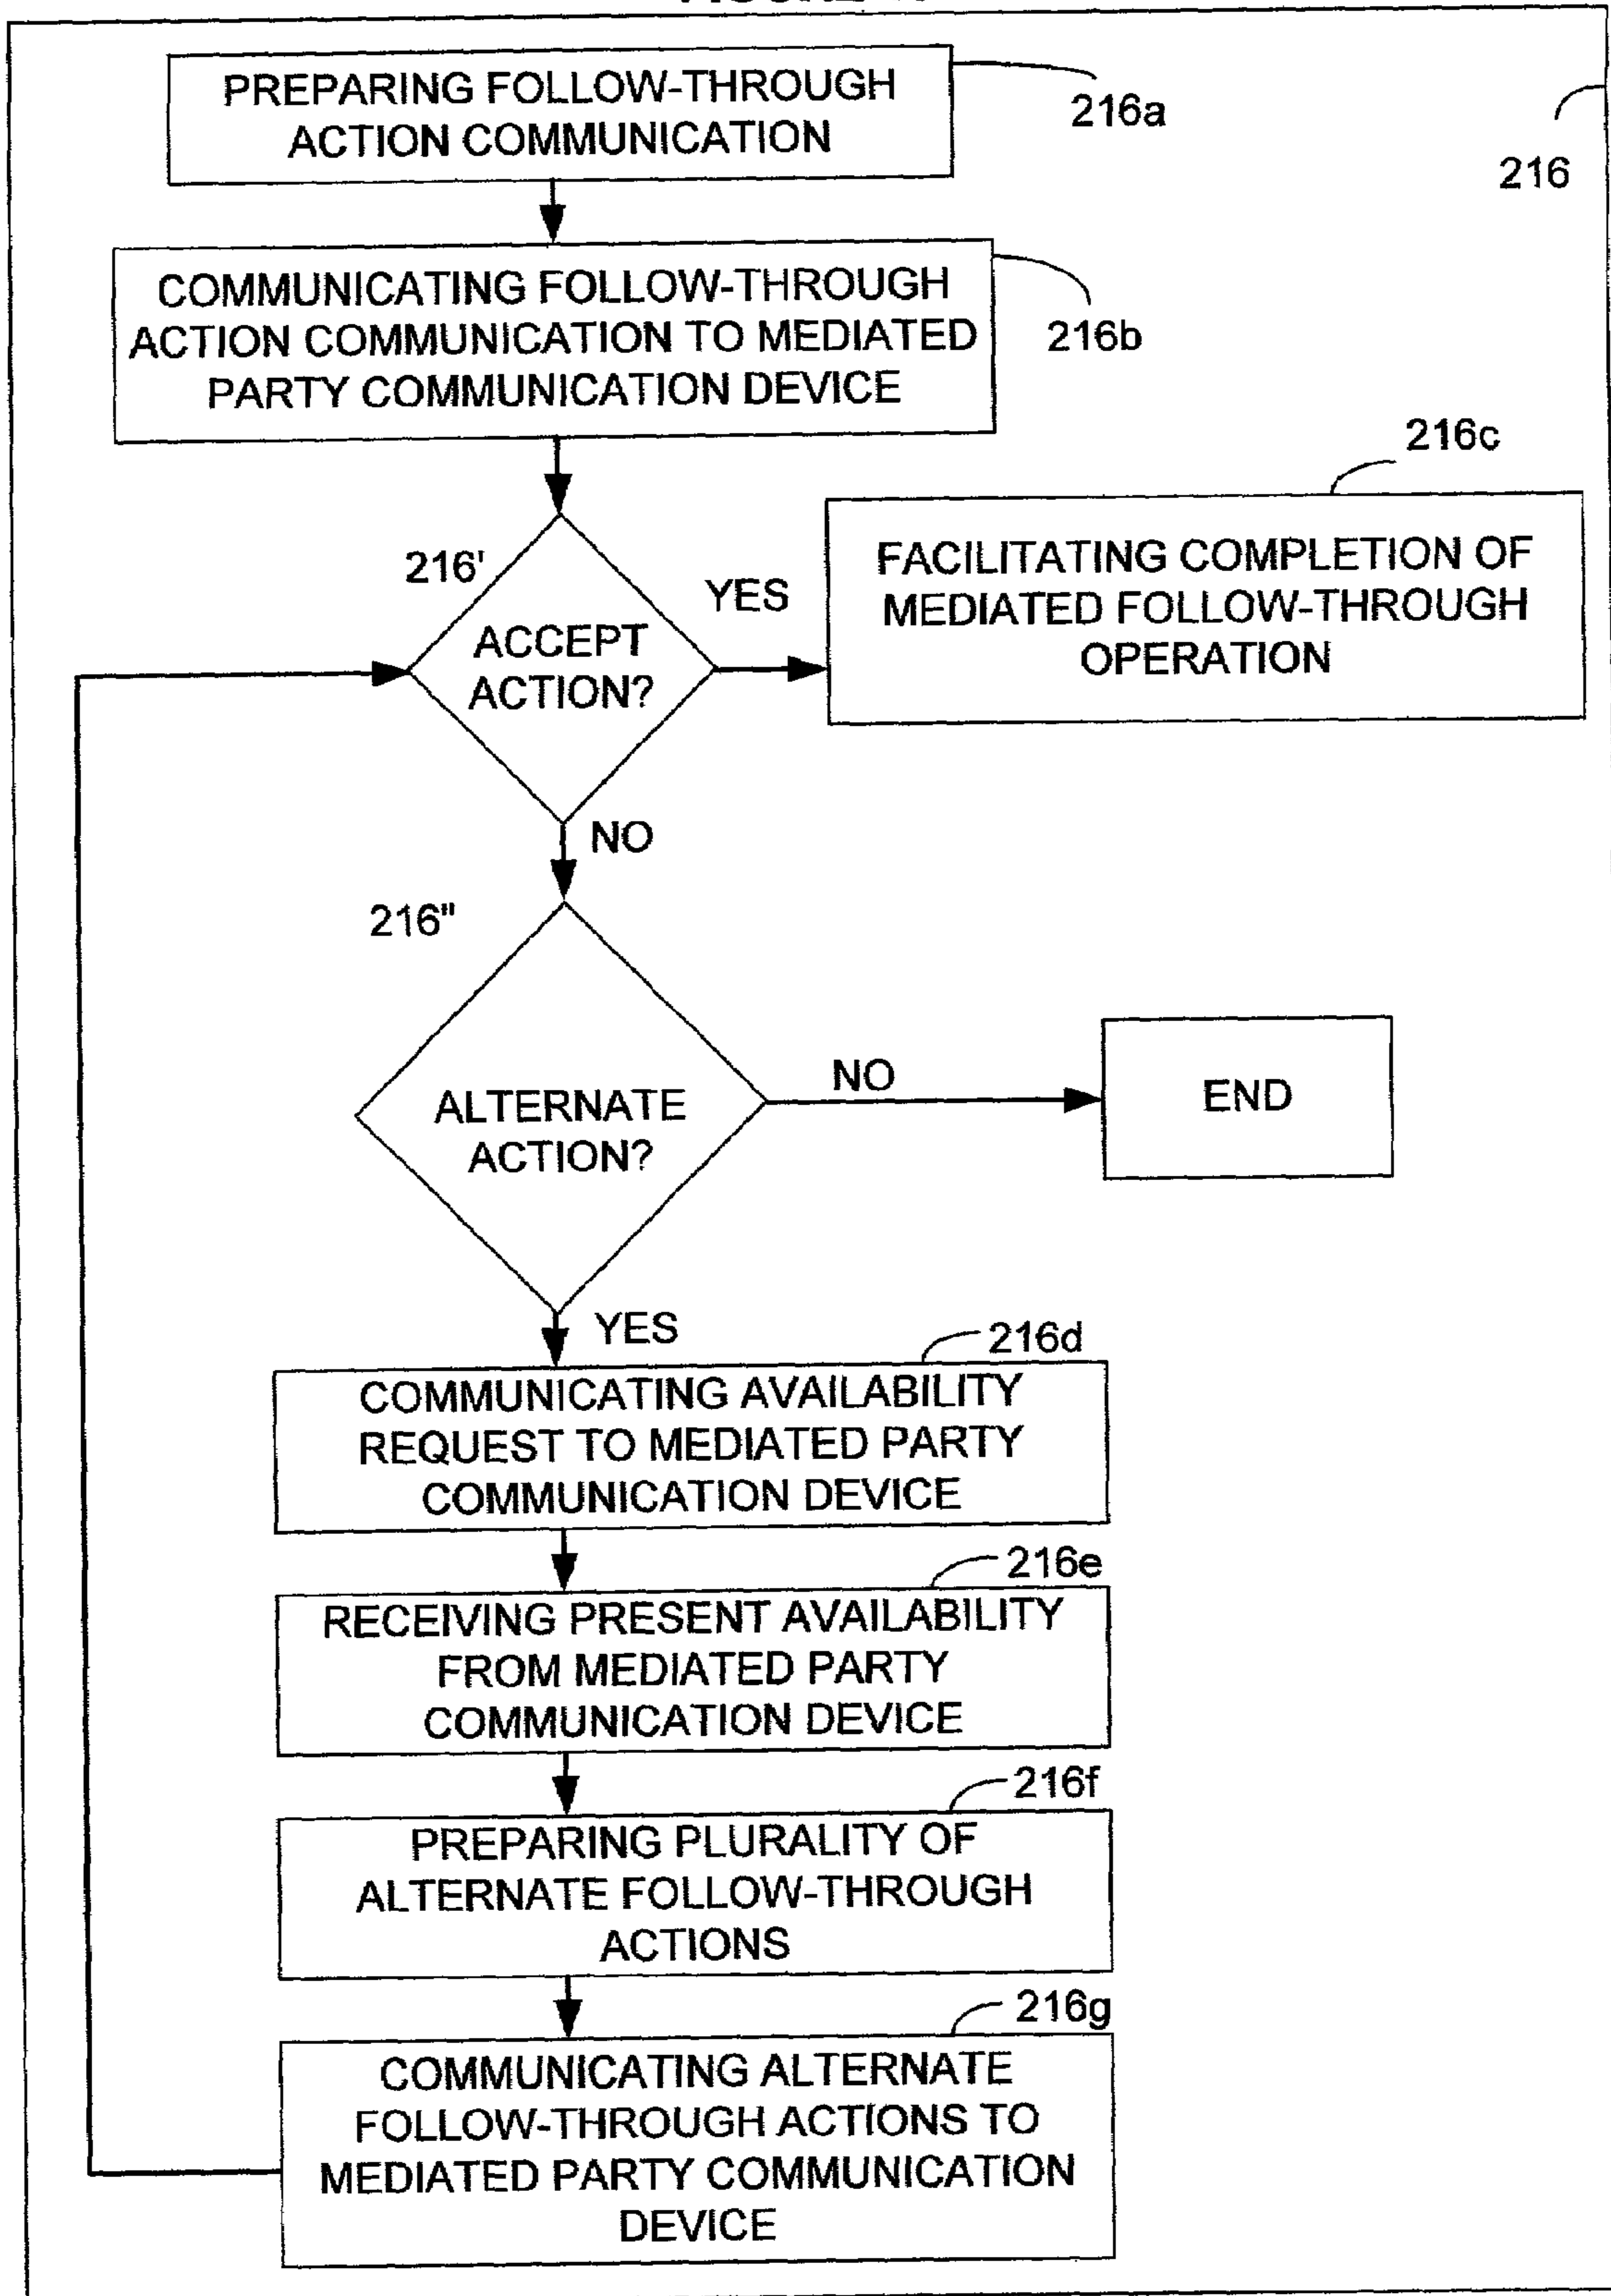 PREPARING FOLLOW-THROUGH
ACTION COMMUNICATION
216a
216
COMMUNICATING FOLLOW-THROUGH
ACTION COMMUNICATION TO MEDIATED
PARTY COMMUNICATION DEVICE
216b
216c
FACILITATING COMPLETION OF
MEDIATED FOLLOW-THROUGH
OPERATION
216'
YES
ACCEPT
ACTION?
NO
216"
ALTERNATE
ACTION?
NO
END
YES
216d
COMMUNICATING AVAILABILITY
REQUEST TO MEDIATED PARTY
COMMUNICATION DEVICE
216e
RECEIVING PRESENT AVAILABILITY
FROM MEDIATED PARTY
COMMUNICATION DEVICE
216f
PREPARING PLURALITY OF
ALTERNATE FOLLOW-THROUGH
ACTIONS
216g
COMMUNICATING ALTERNATE
FOLLOW-THROUGH ACTIONS TO
MEDIATED PARTY COMMUNICATION
DEVICE